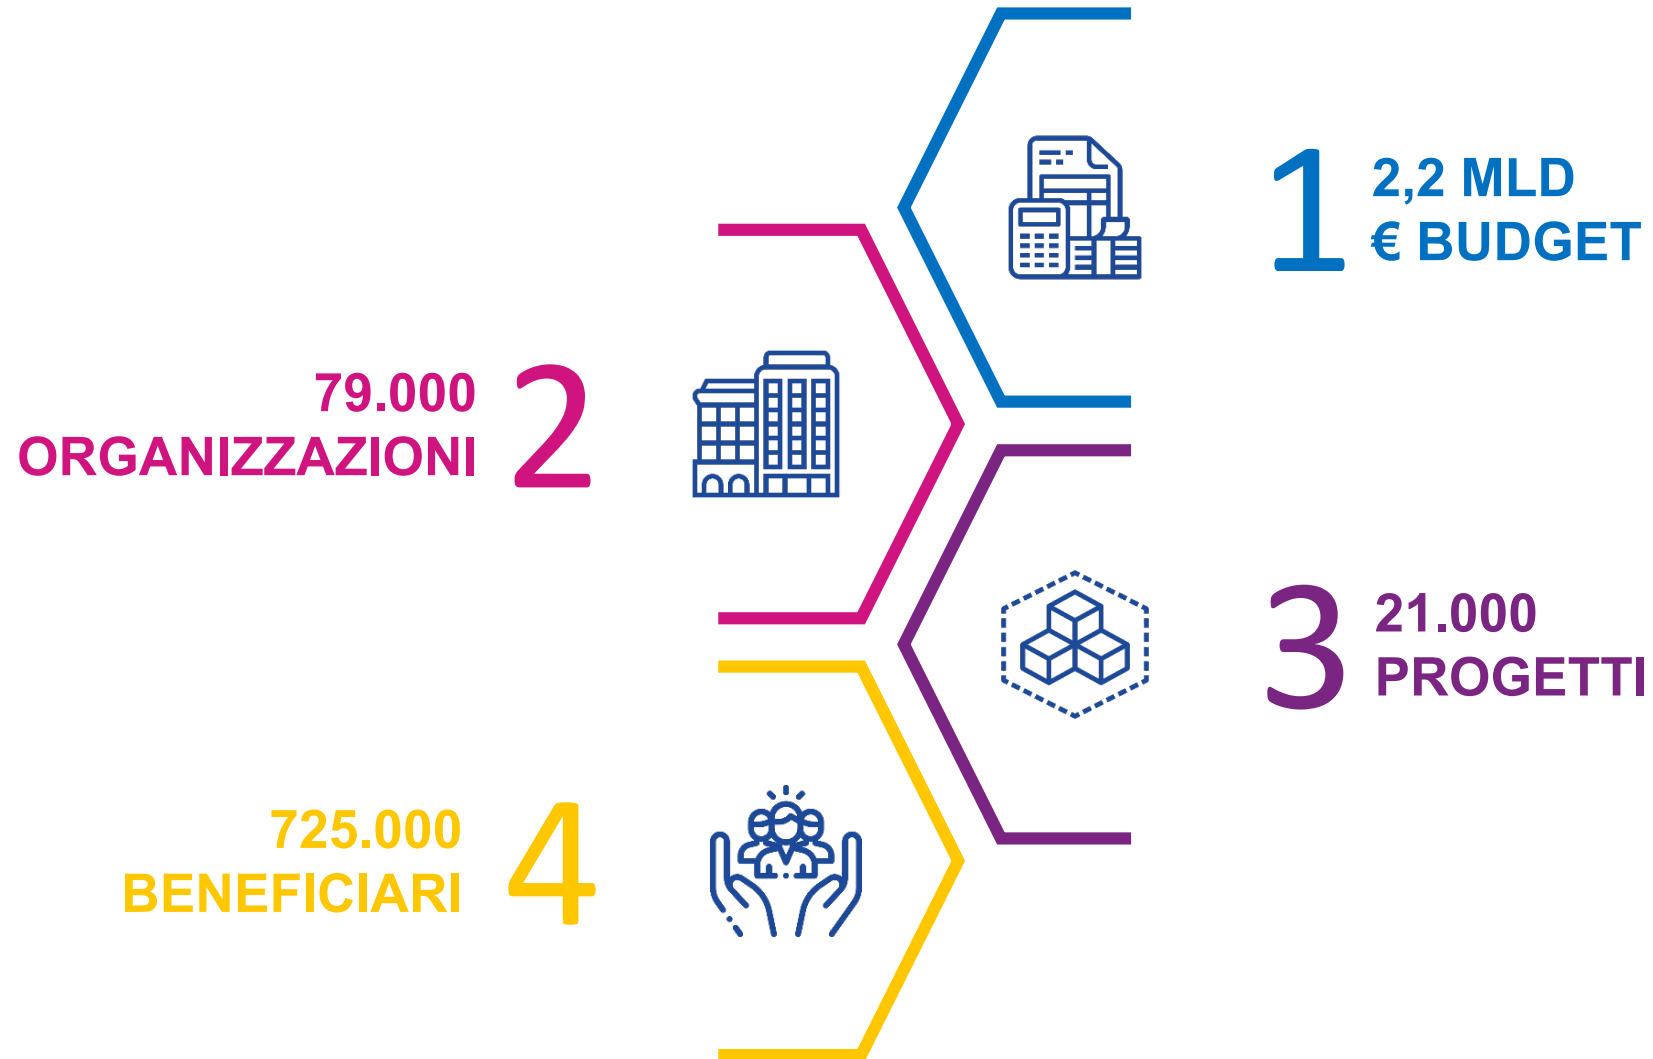 1
2,2 MLD
€ BUDGET
2
79.000
ORGANIZZAZIONI
3
21.000
PROGETTI
4
725.000
BENEFICIARI